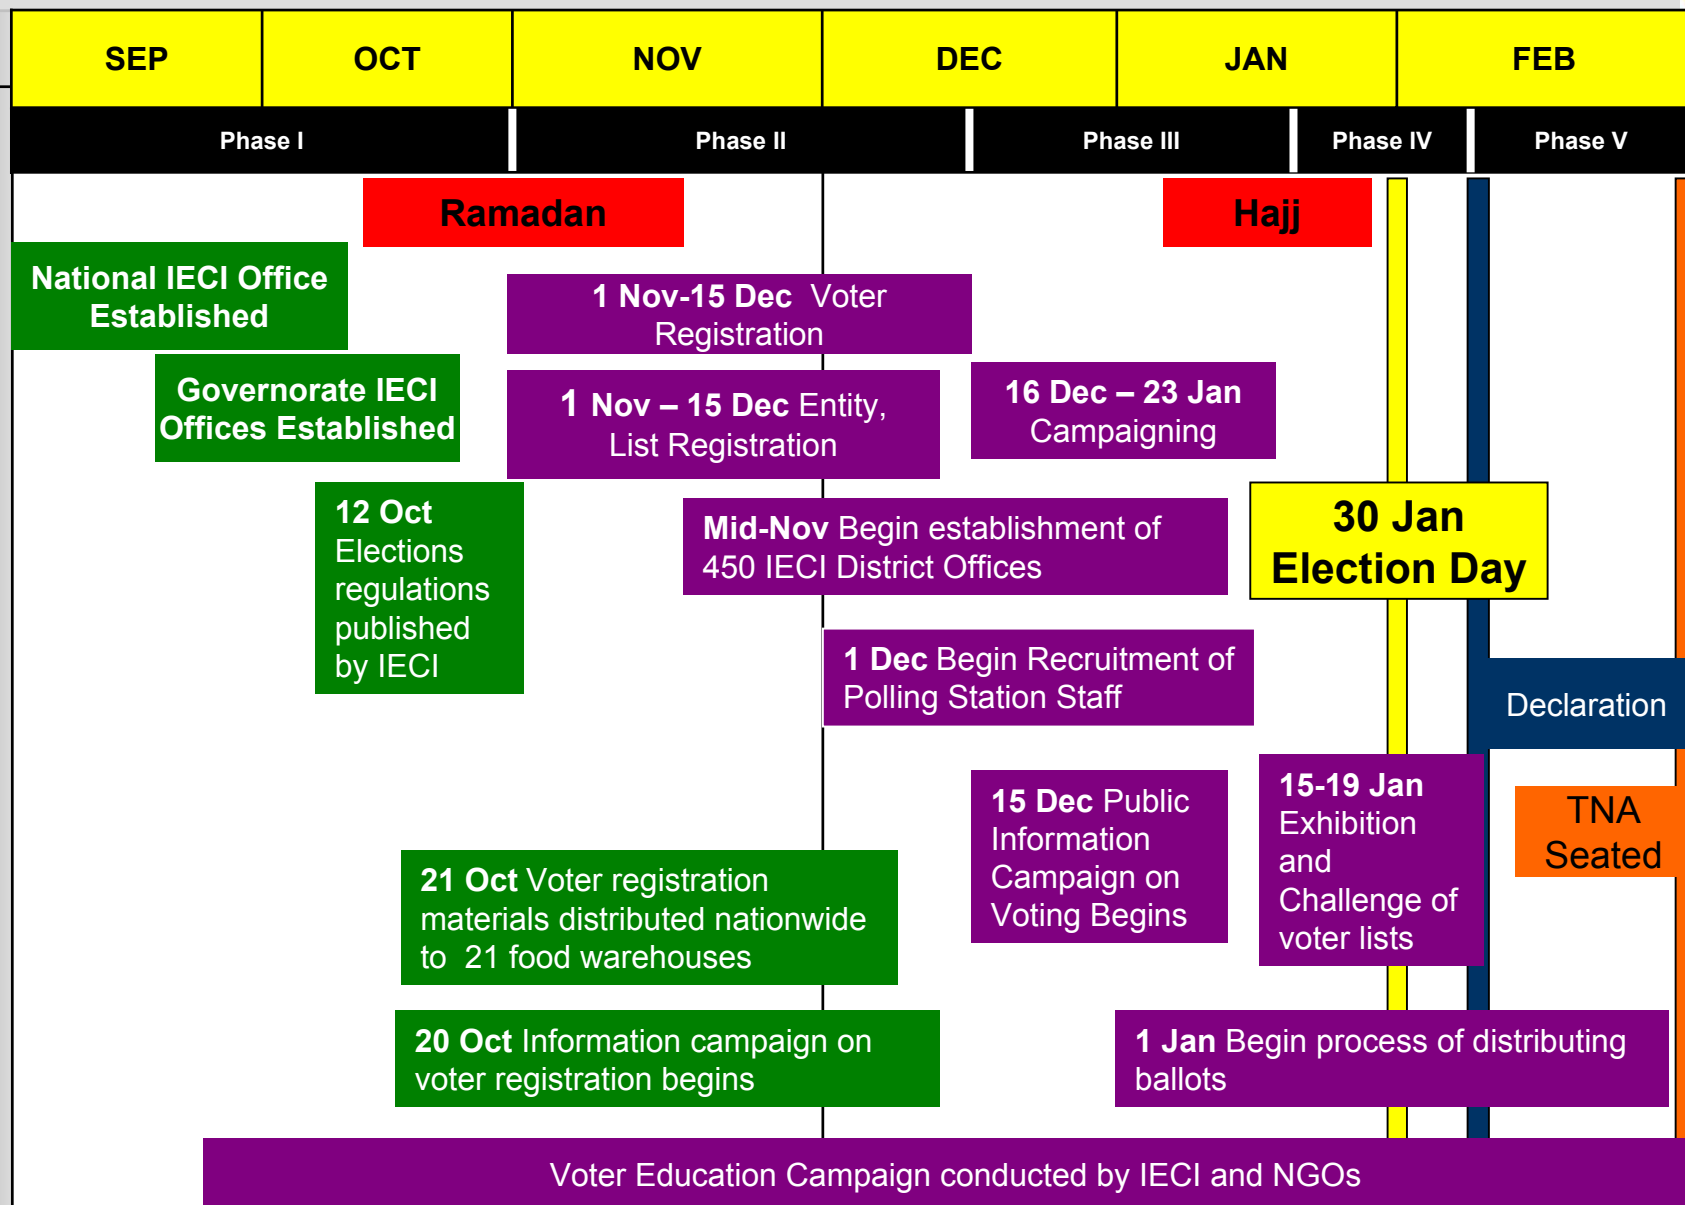 SEP OCT NOV DEC JAN FEB
Phase I Phase II Phase III Phase IV Phase V
Ramadan
Hajj
National IECI Office
Established
1 Nov-15 Dec Voter
Registration
Governorate IECI
Offices Established
1 Nov – 15 Dec Entity,
List Registration
16 Dec – 23 Jan
Campaigning
12 Oct
Elections
regulations
published
by IECI
Mid-Nov Begin establishment of
450 IECI District Offices
30 Jan
Election Day
1 Dec Begin Recruitment of
Polling Station Staff
Declaration
15 Dec Public
Information
Campaign on
Voting Begins
15-19 Jan
Exhibition
and
Challenge of
voter lists
TNA
Seated
21 Oct Voter registration
materials distributed nationwide
to 21 food warehouses
20 Oct Information campaign on
voter registration begins
1 Jan Begin process of distributing
ballots
Voter Education Campaign conducted by IECI and NGOs